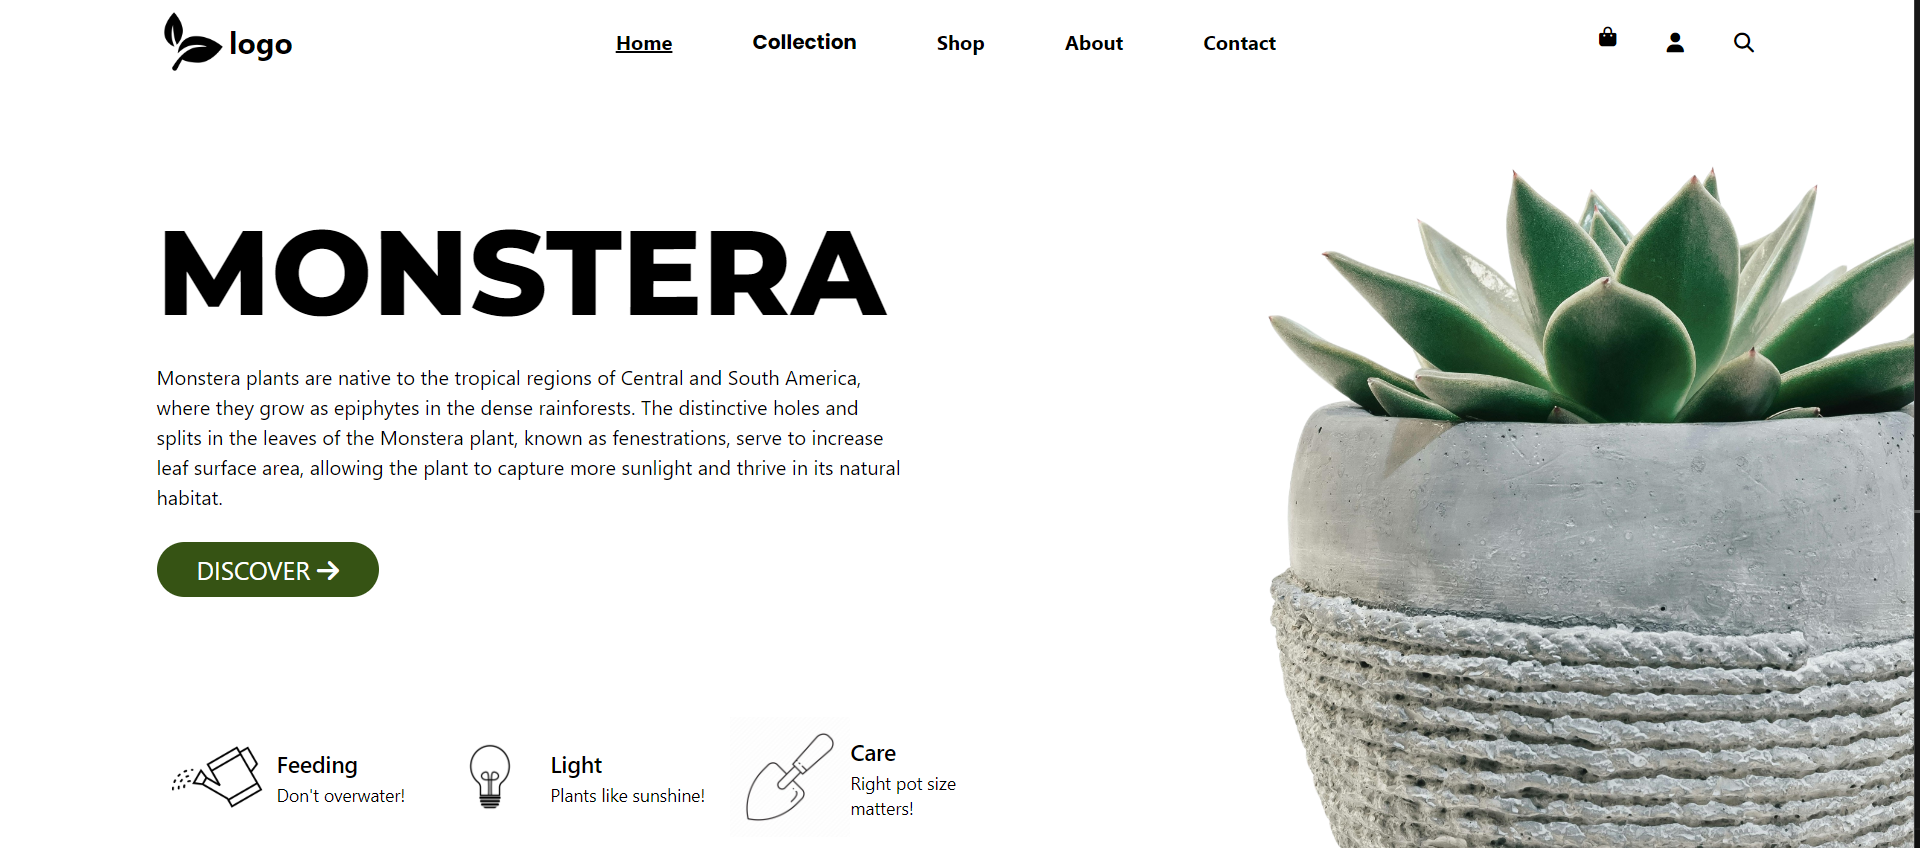 logo
Home Collection Shop About Contact
MONSTERA
Monstera plants are native to the tropical regions of Central and South America,
where they grow as epiphytes in the dense rainforests. The distinctive holes and
splits in the leaves of the Monstera plant, known as fenestrations, serve to increase
leaf surface area, allowing the plant to capture more sunlight and thrive in its natural
habitat.
DISCOVER
Feeding
Don't overwater!
Light
Plants like sunshine!
Care
Right pot size
matters!